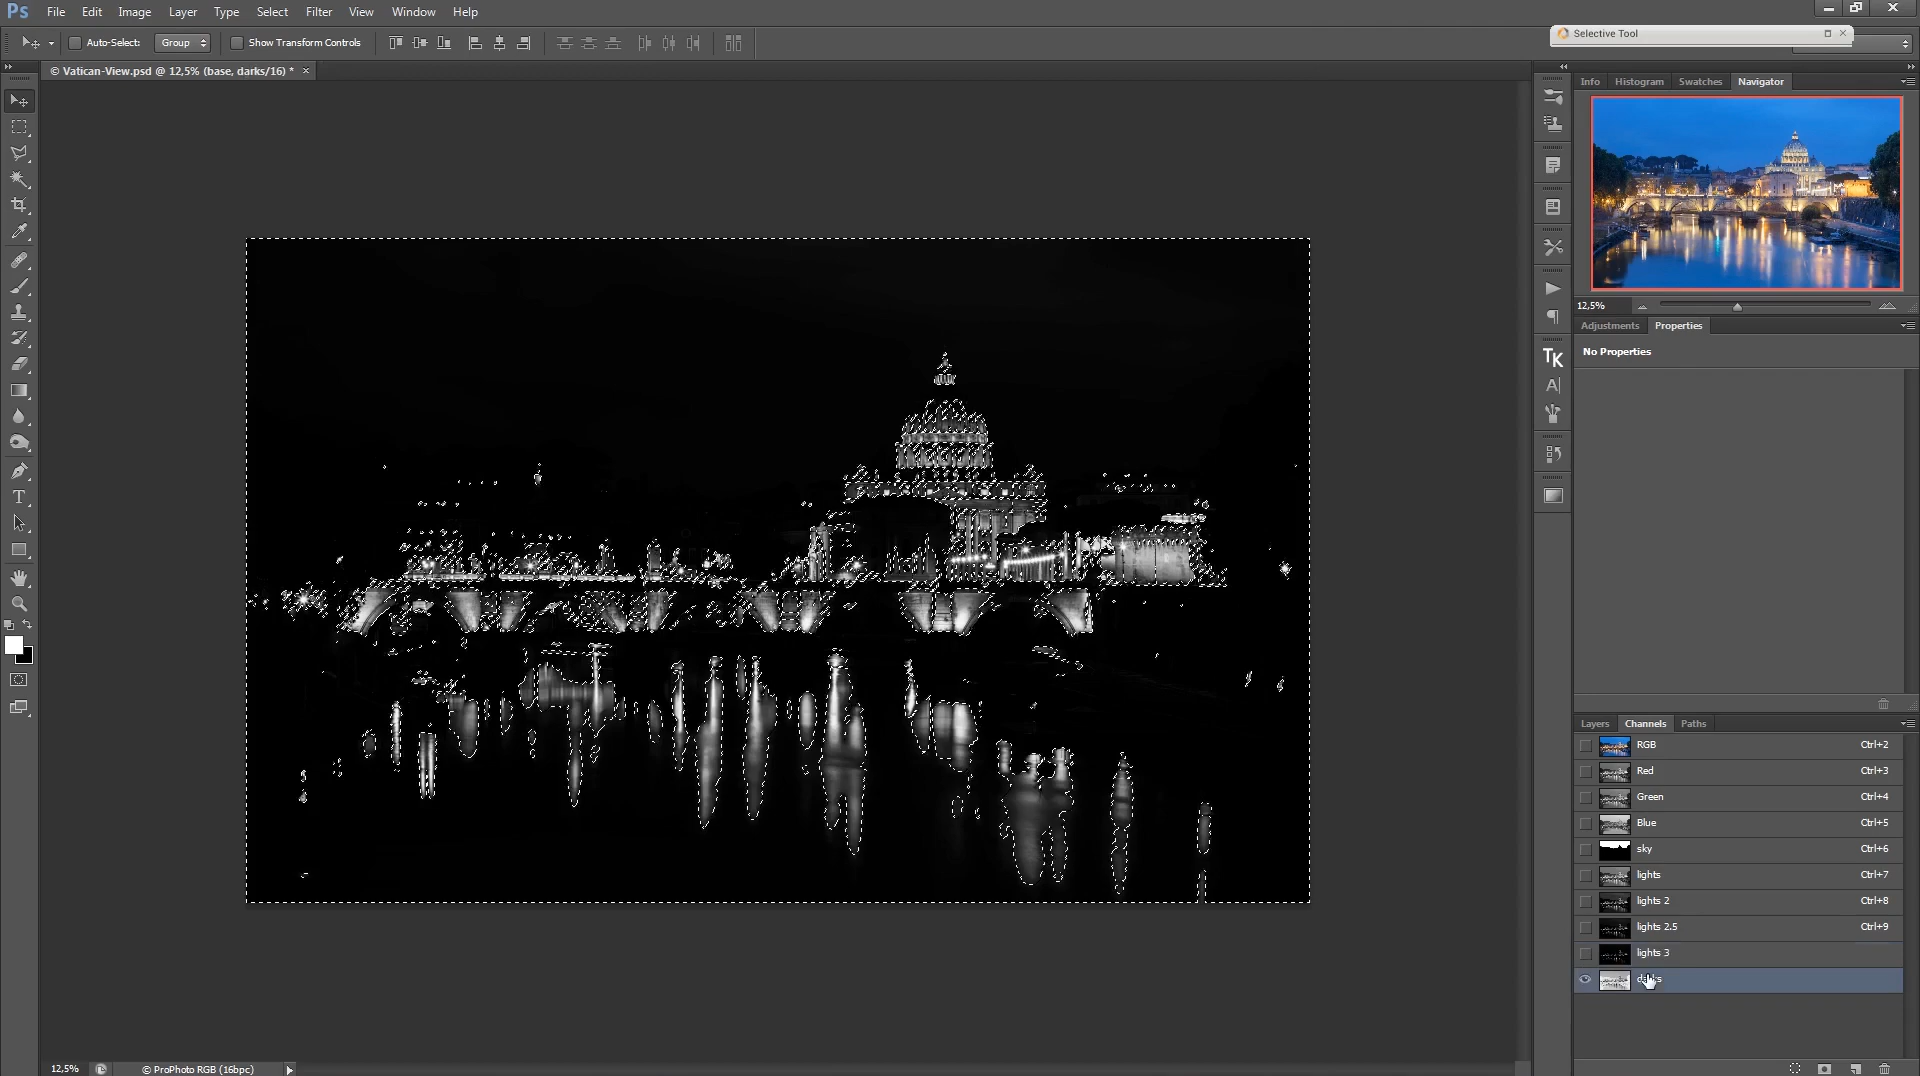 Ps File Edit Image Layer Type Select Filter View Window Help
Auto-Select: Group Show Transform Controls
Selective Tool
© Vatican-View.psd @ 12,5% (base, darks/16) *
Info Histogram Swatches Navigator
12,5%
Adjustments Properties
No Properties
TK
A
T
Layers Channels Paths
RGB Ctrl+2
Red Ctrl+3
Green Ctrl+4
Blue Ctrl+5
sky Ctrl+6
lights Ctrl+7
lights 2 Ctrl+8
lights 2.5 Ctrl+9
lights 3
darks
12,5% © ProPhoto RGB (16bpc)